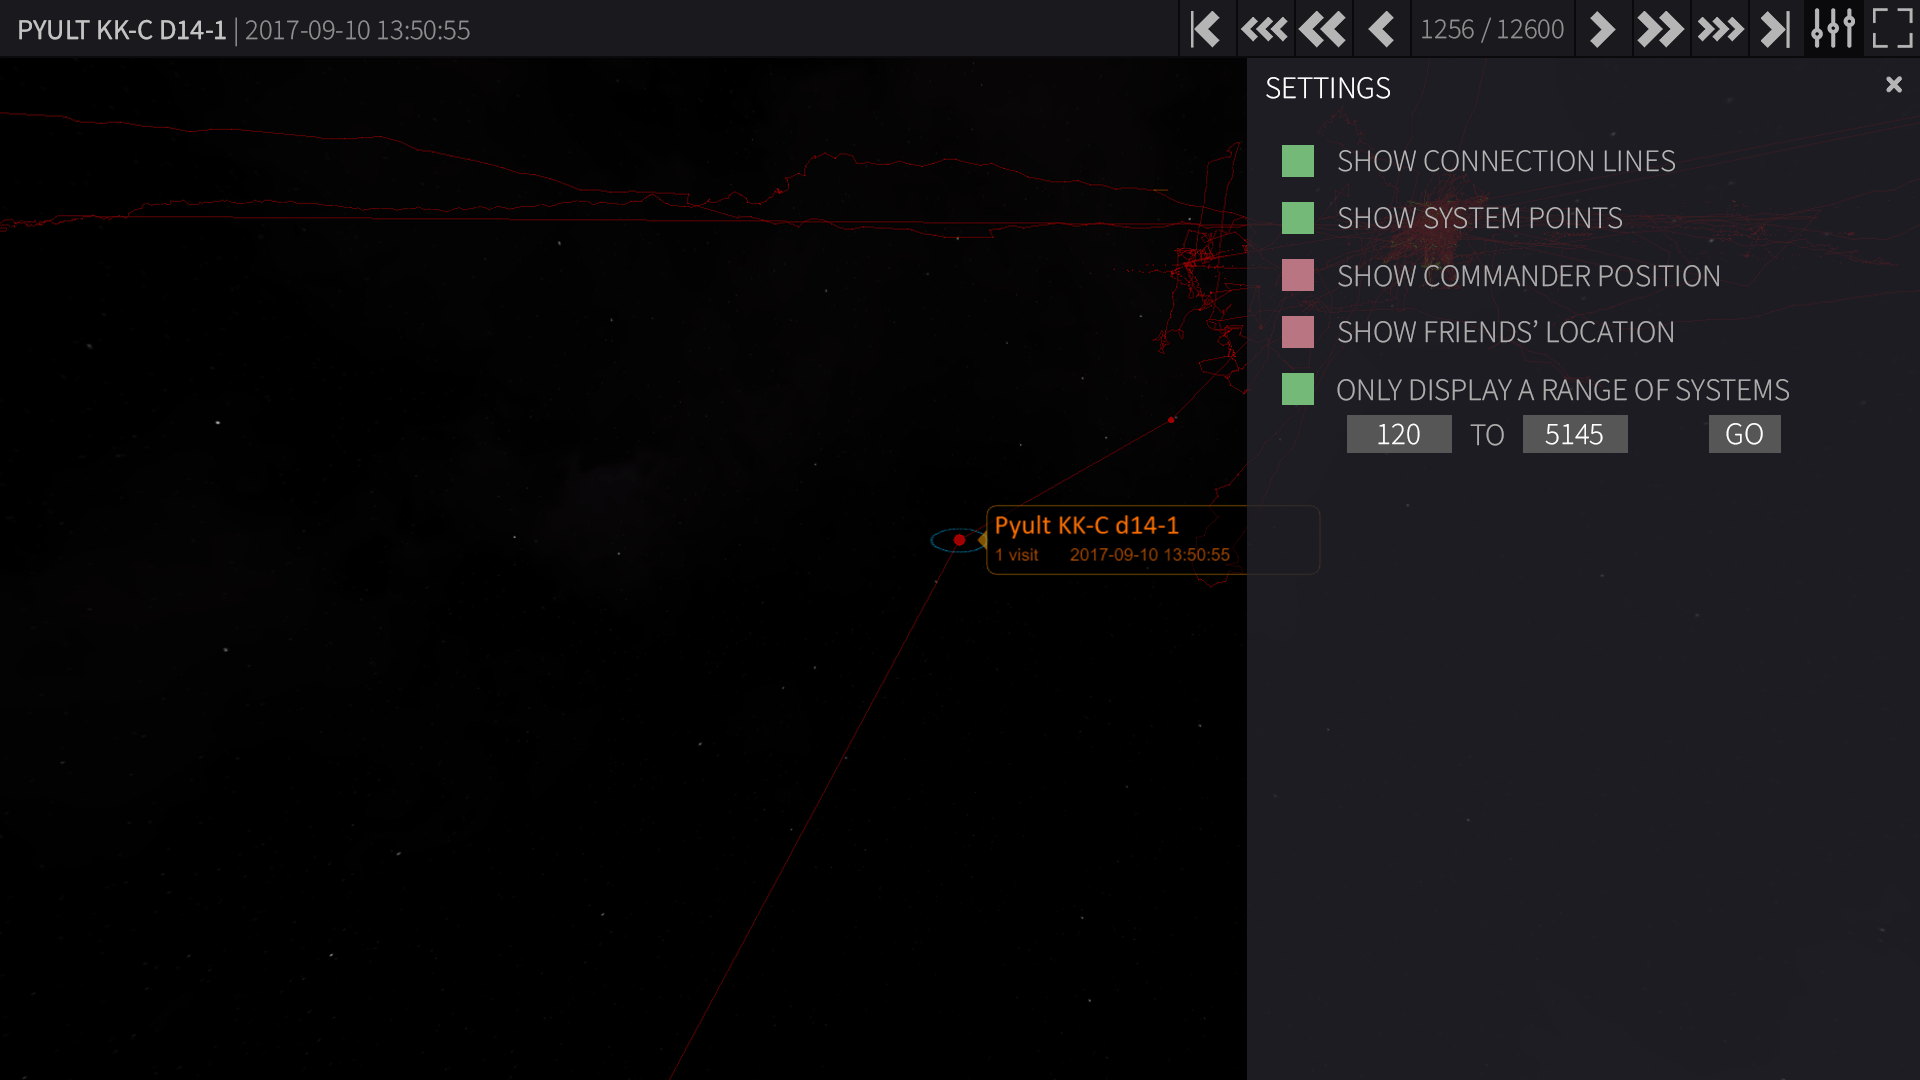 PYULT KK-C D14-1 | 2017-09-10 13:50:55
1256 / 12600
SETTINGS
SHOW CONNECTION LINES
SHOW SYSTEM POINTS
SHOW COMMANDER POSITION
SHOW FRIENDS’ LOCATION
ONLY DISPLAY A RANGE OF SYSTEMS
120 TO 5145 GO
Pyult KK-C d14-1
1 visit 2017-09-10 13:50:55